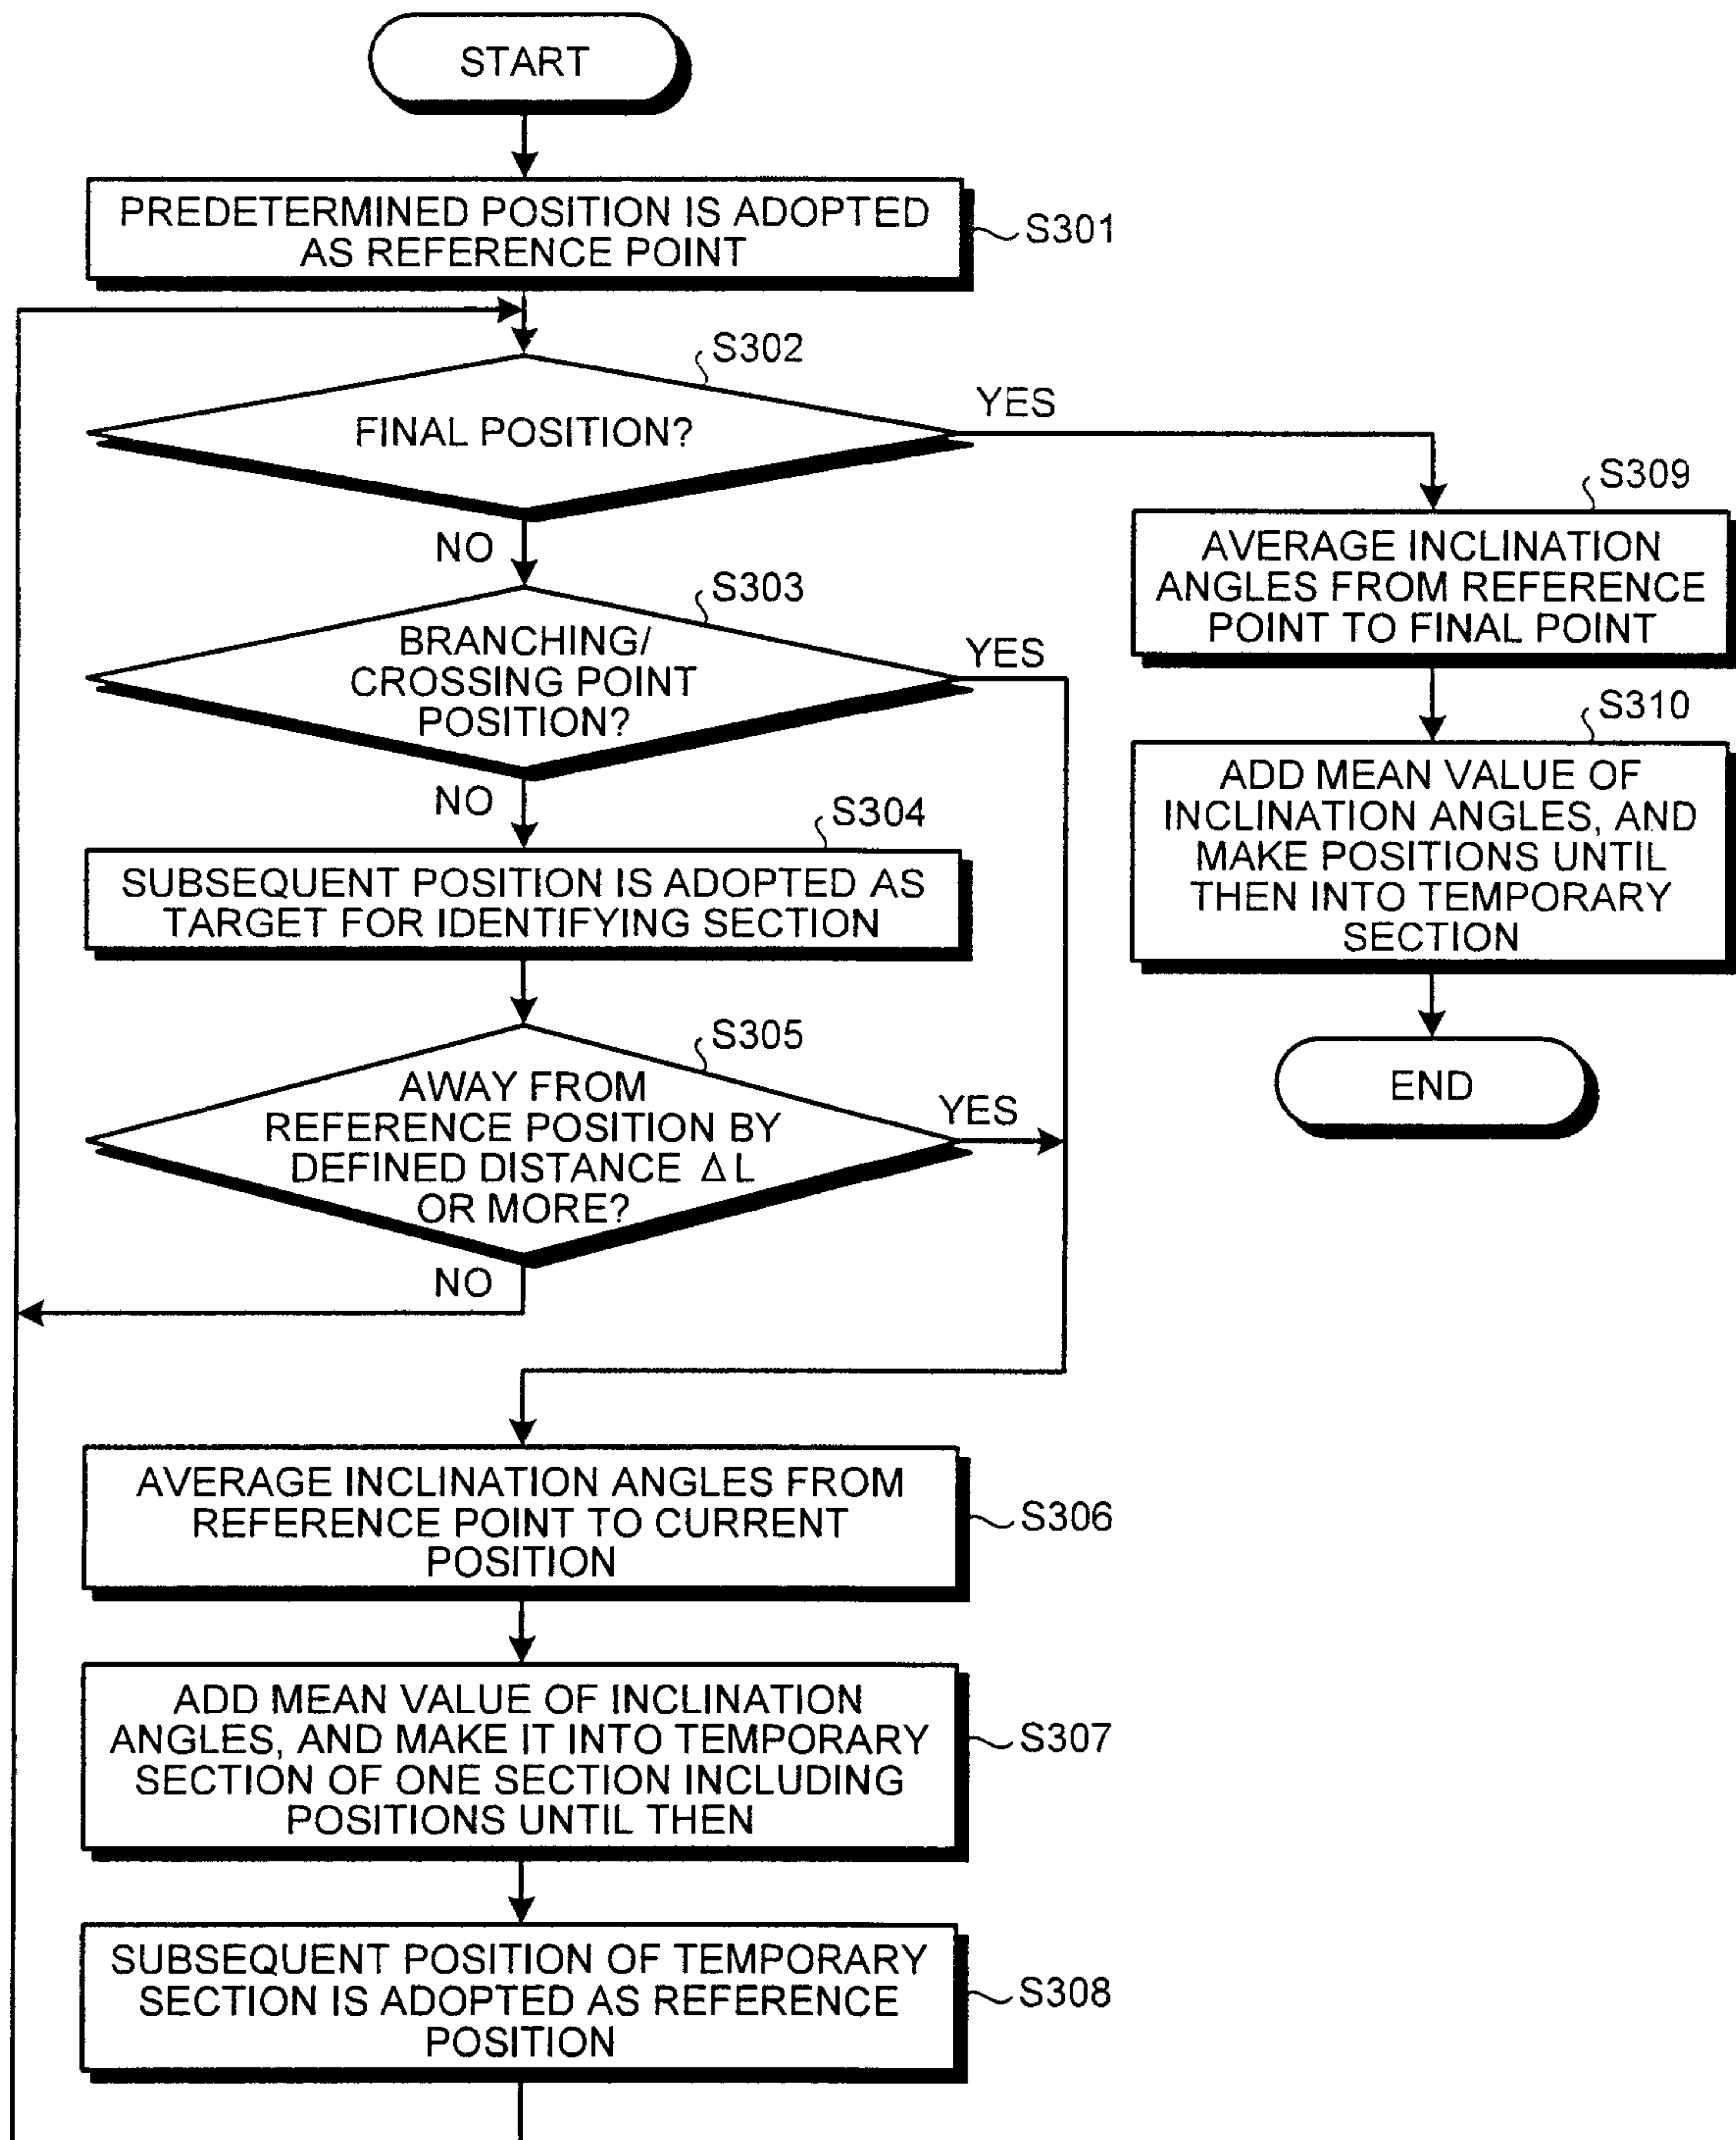 START
PREDETERMINED POSITION IS ADOPTED
AS REFERENCE POINT
S301
S302
FINAL POSITION?
YES
NO
S303
BRANCHING/
CROSSING POINT
POSITION?
YES
NO
S304
SUBSEQUENT POSITION IS ADOPTED AS
TARGET FOR IDENTIFYING SECTION
S305
AWAY FROM
REFERENCE POSITION BY
DEFINED DISTANCE ΔL
OR MORE?
YES
NO
AVERAGE INCLINATION ANGLES FROM
REFERENCE POINT TO CURRENT
POSITION
S306
ADD MEAN VALUE OF INCLINATION
ANGLES, AND MAKE IT INTO TEMPORARY
SECTION OF ONE SECTION INCLUDING
POSITIONS UNTIL THEN
S307
SUBSEQUENT POSITION OF TEMPORARY
SECTION IS ADOPTED AS REFERENCE
POSITION
S308
S309
AVERAGE INCLINATION
ANGLES FROM REFERENCE
POINT TO FINAL POINT
S310
ADD MEAN VALUE OF
INCLINATION ANGLES, AND
MAKE POSITIONS UNTIL
THEN INTO TEMPORARY
SECTION
END